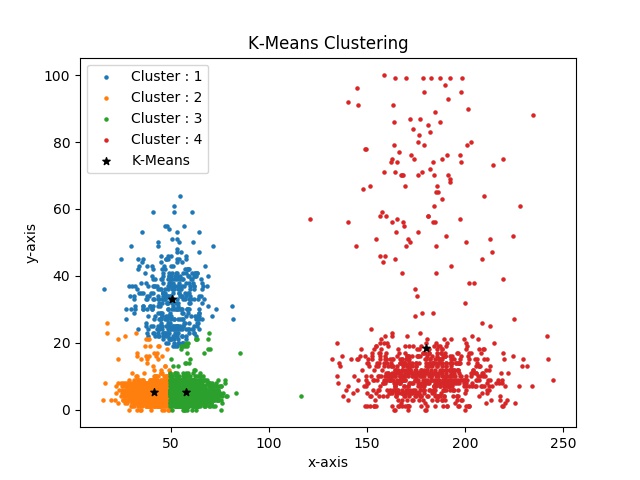 K-Means Clustering
Cluster : 1
Cluster : 2
Cluster : 3
Cluster : 4
K-Means
100
80
60
40
20
0
y-axis
50 100 150 200 250
x-axis